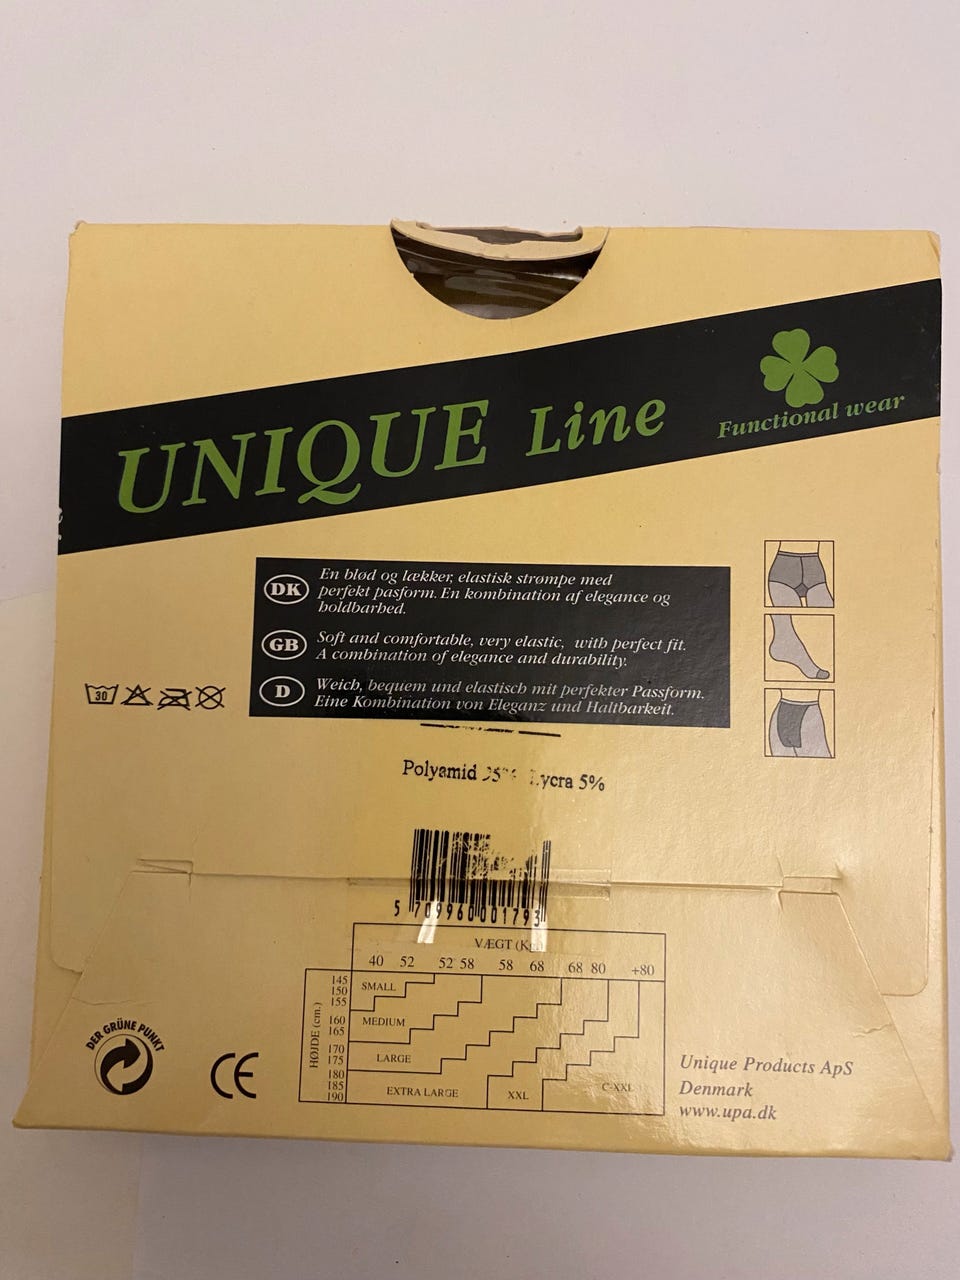 UNIQUE Line
Functional wear
DK
En blød og lækker, elastisk strømpe med
perfekt pasform. En kombination af elegance og
holdbarhed.
GB
Soft and comfortable, very elastic, with perfect fit.
A combination of elegance and durability.
D
Weich, bequem und elastisch mit perfekter Passform.
Eine Kombination von Eleganz und Haltbarkeit.
30
Polyamid Lycra 5%
5 709960 001793
VÆGT (Kg.)
40 52 52 58 58 68 68 80 +80
HØJDE (cm.)
145
150
155
160
165
170
175
180
185
190
SMALL
MEDIUM
LARGE
EXTRA LARGE
XXL
C-XXL
DER GRÜNE PUNKT
CE
Unique Products ApS
Denmark
www.upa.dk